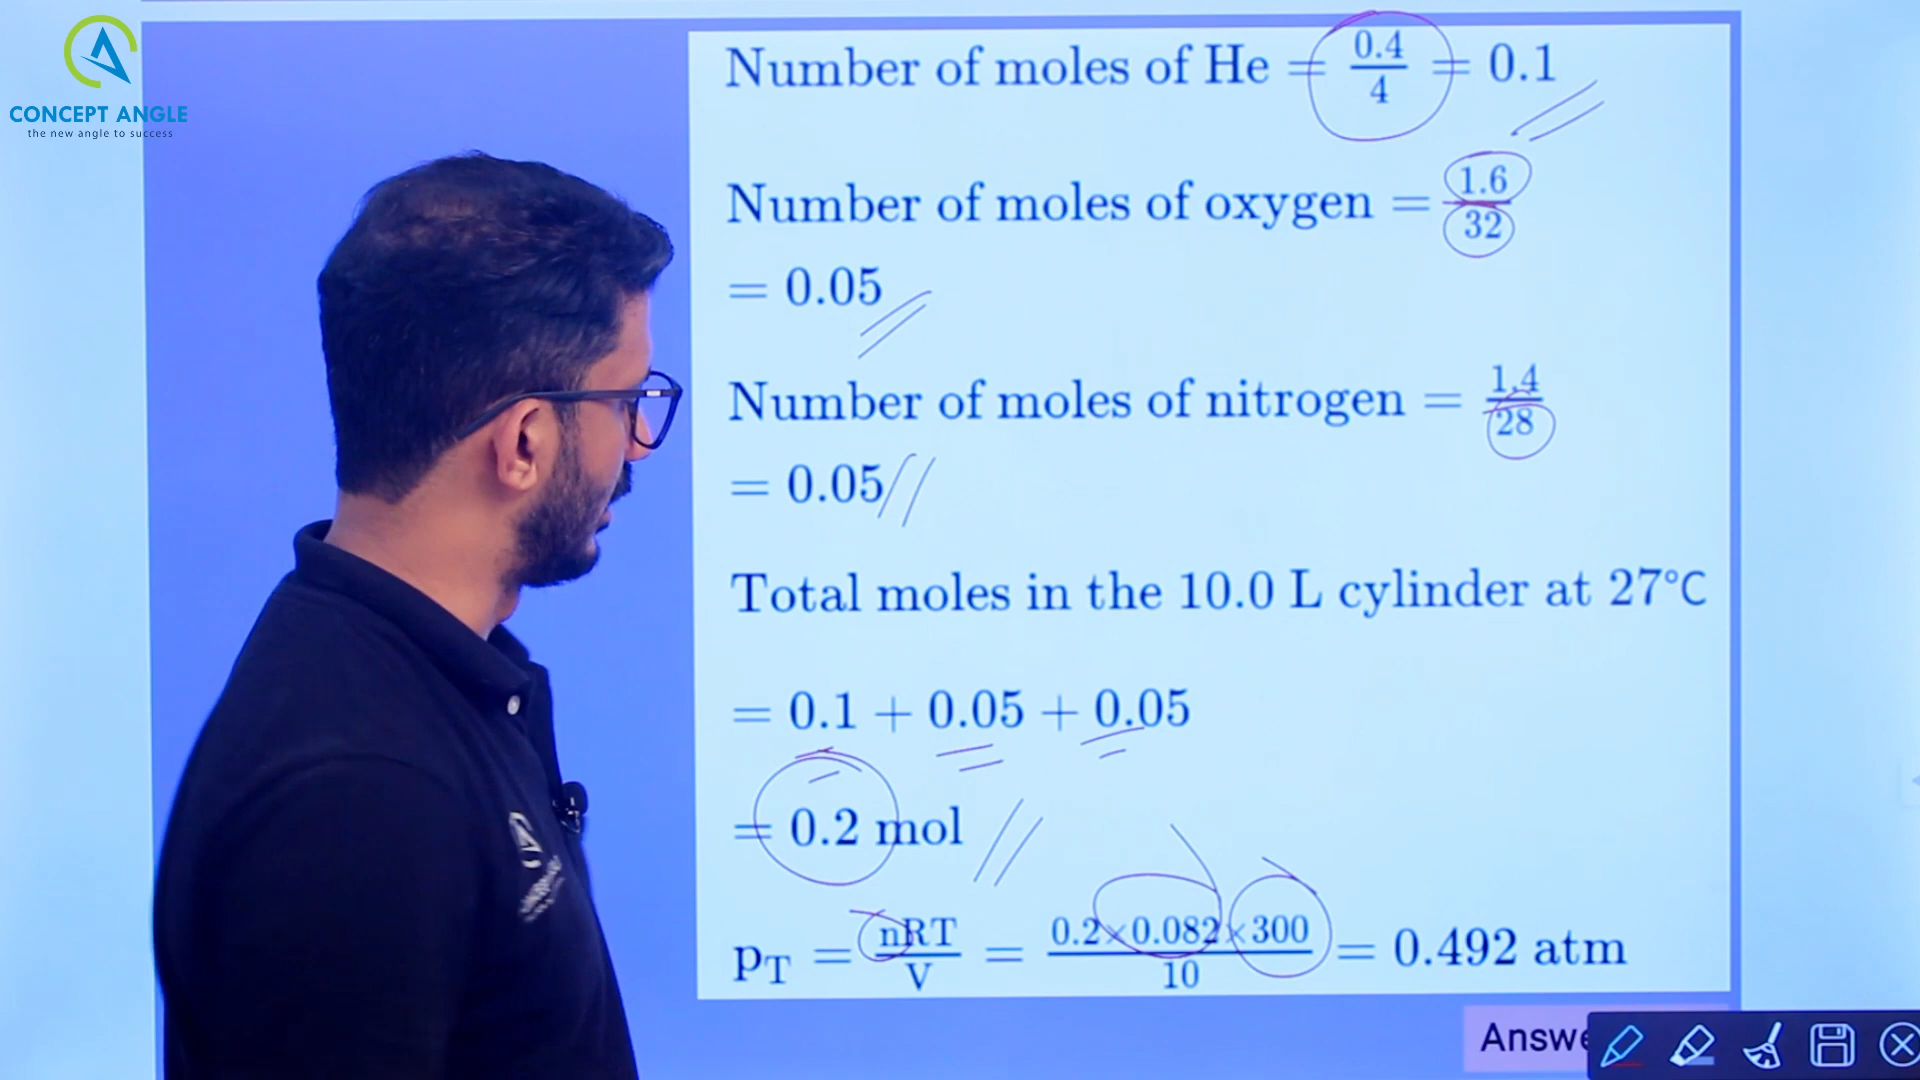 CONCEPT ANGLE
the new angle to success
Number of moles of He = 0.4/4 = 0.1
Number of moles of oxygen = 1.6/32
= 0.05
Number of moles of nitrogen = 1.4/28
= 0.05
Total moles in the 10.0 L cylinder at 27°C
= 0.1 + 0.05 + 0.05
= 0.2 mol
p_T = nRT/V = 0.2×0.082×300/10 = 0.492 atm
Answe